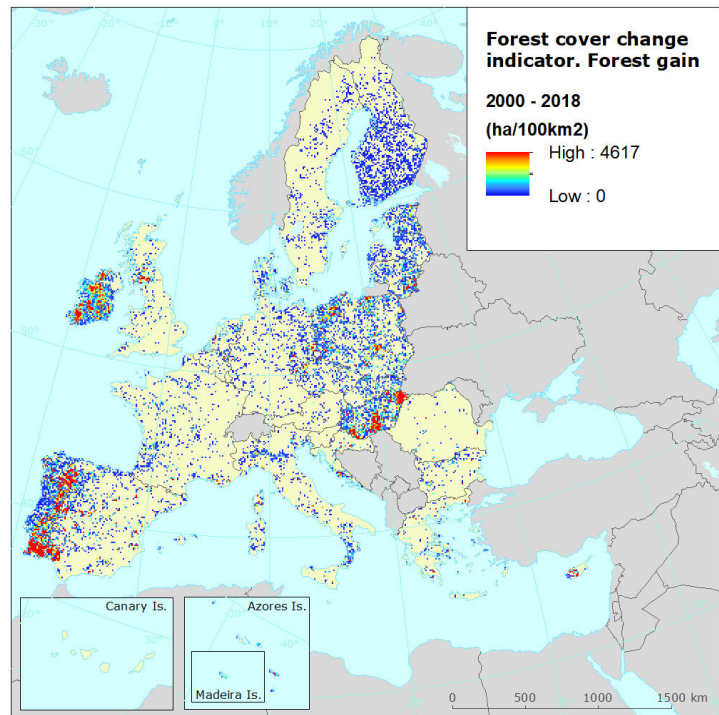 Forest cover change
indicator. Forest gain
2000 - 2018
(ha/100km2)
High : 4617
Low : 0
Canary Is.
Azores Is.
Madeira Is.
0 500 1000 1500 km